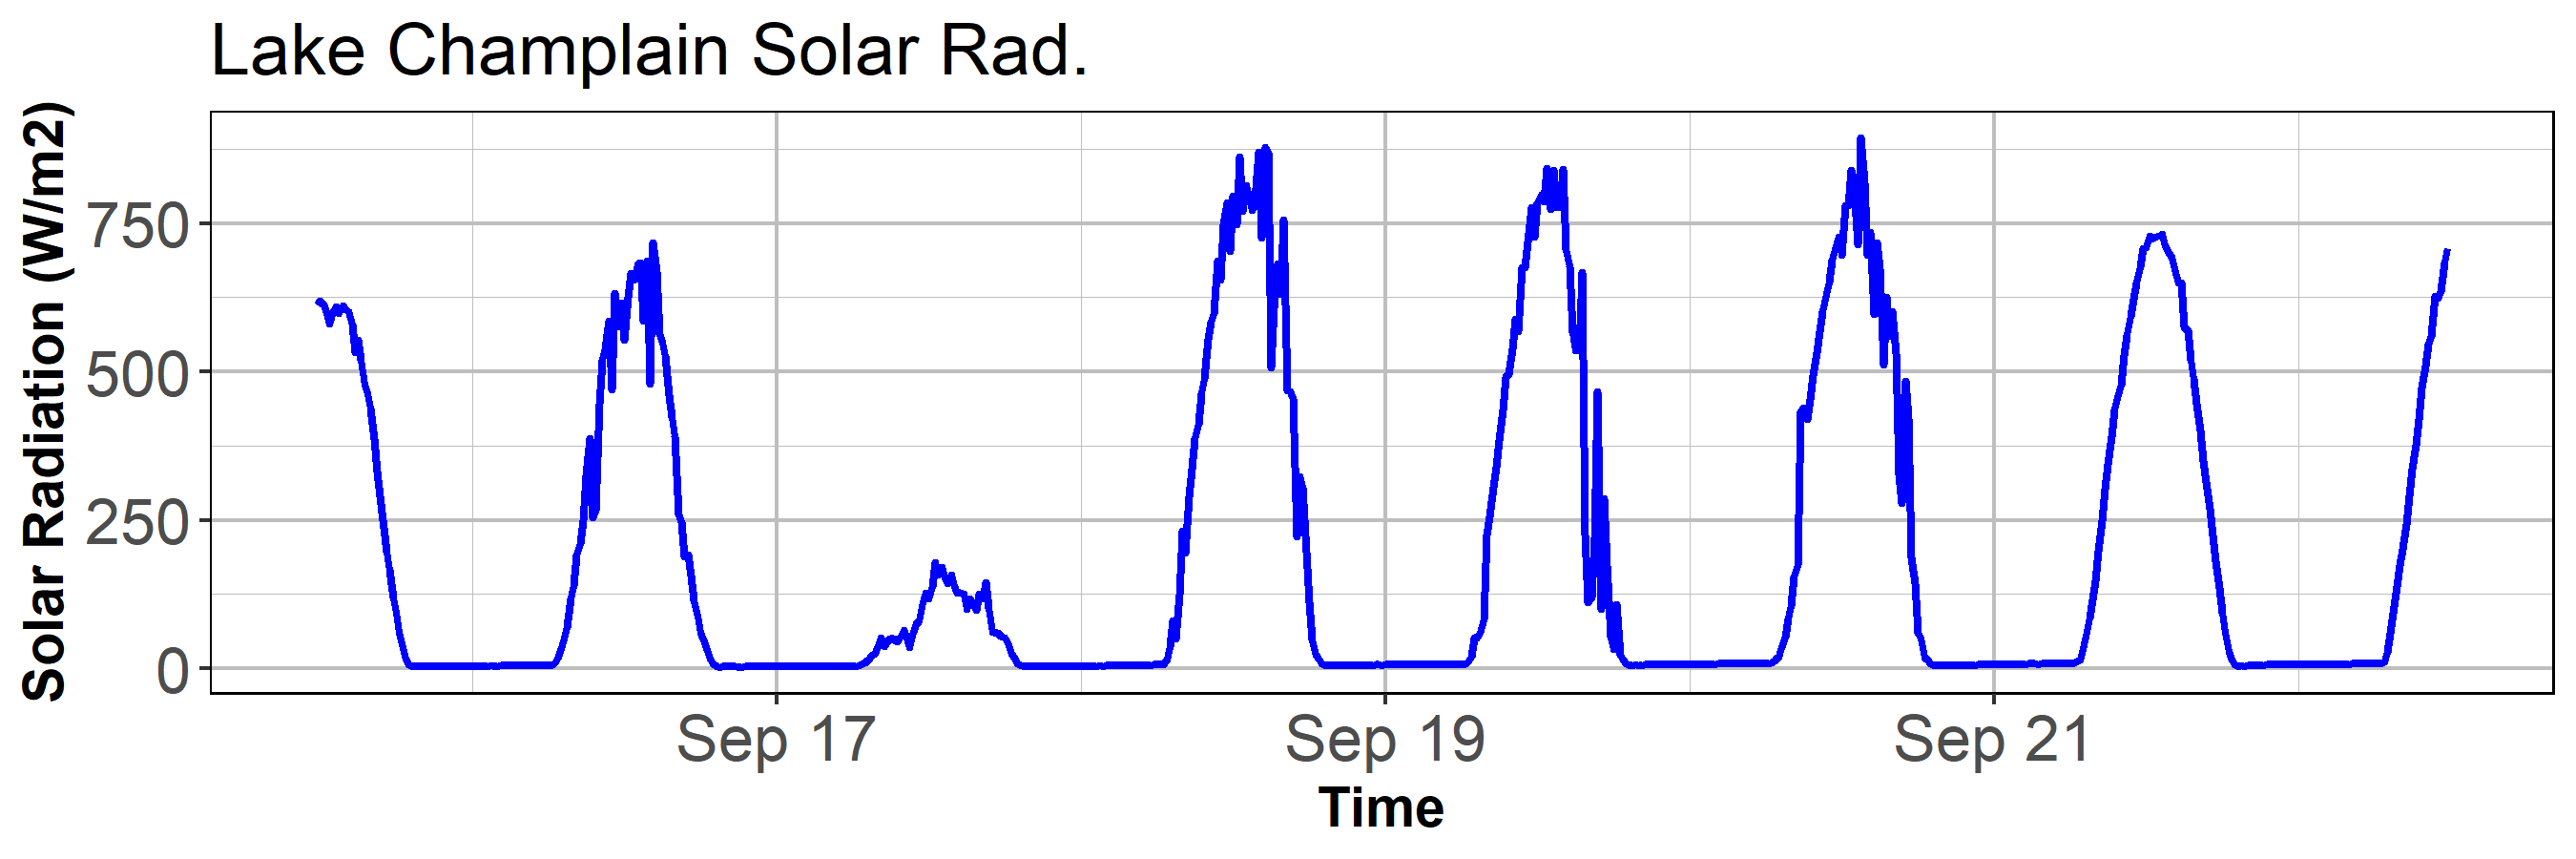 Lake Champlain Solar Rad.
Solar Radiation (W/m2)
750
500
250
0
Sep 17
Sep 19
Sep 21
Time